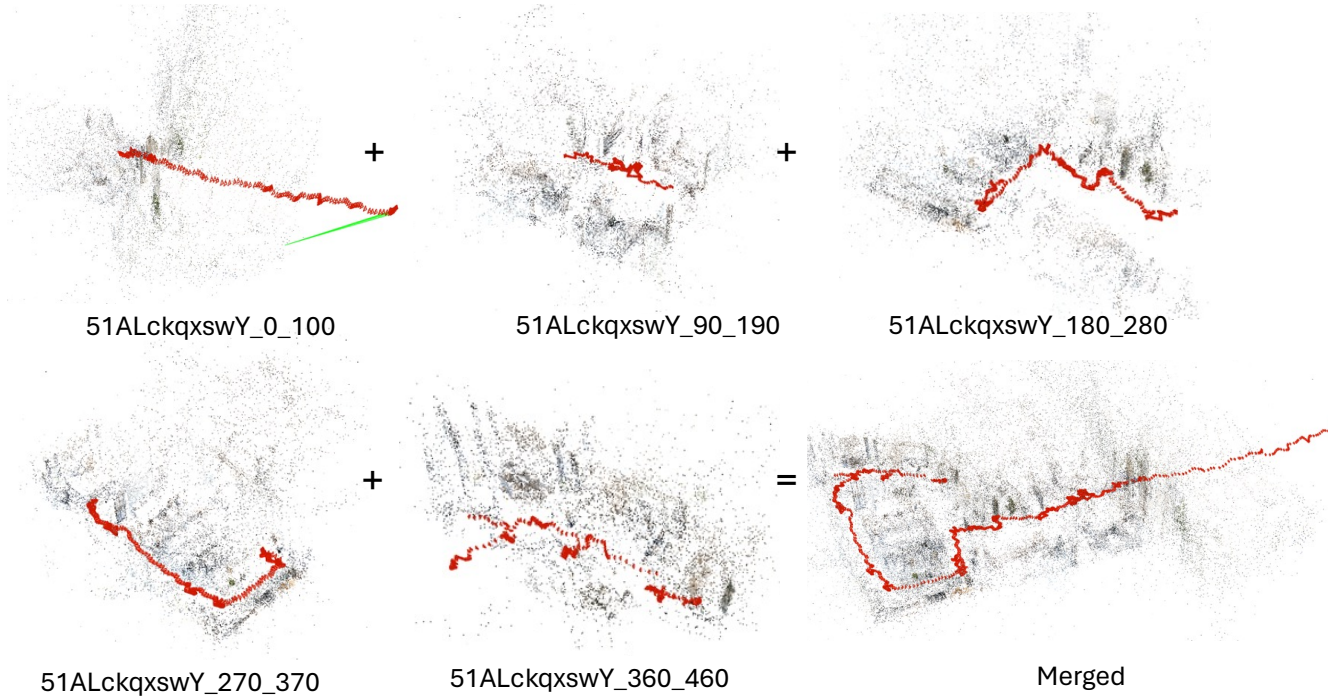 +
+
51ALckqxswY_0_100
51ALckqxswY_90_190
51ALckqxswY_180_280
+
=
51ALckqxswY_270_370
51ALckqxswY_360_460
Merged